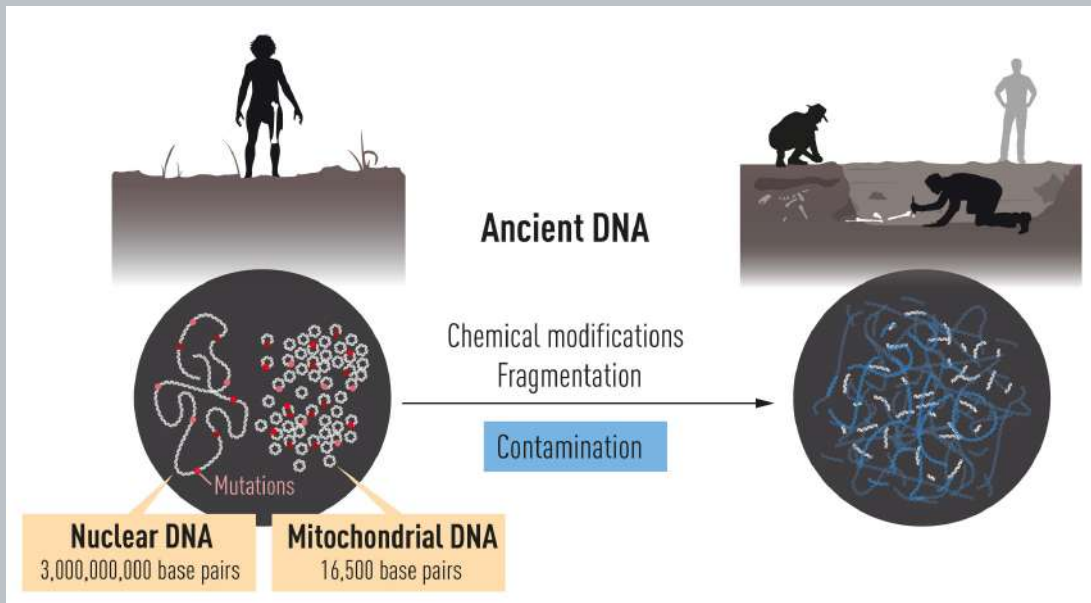 Ancient DNA
Chemical modifications
Fragmentation
Contamination
Mutations
Nuclear DNA
3,000,000,000 base pairs
Mitochondrial DNA
16,500 base pairs